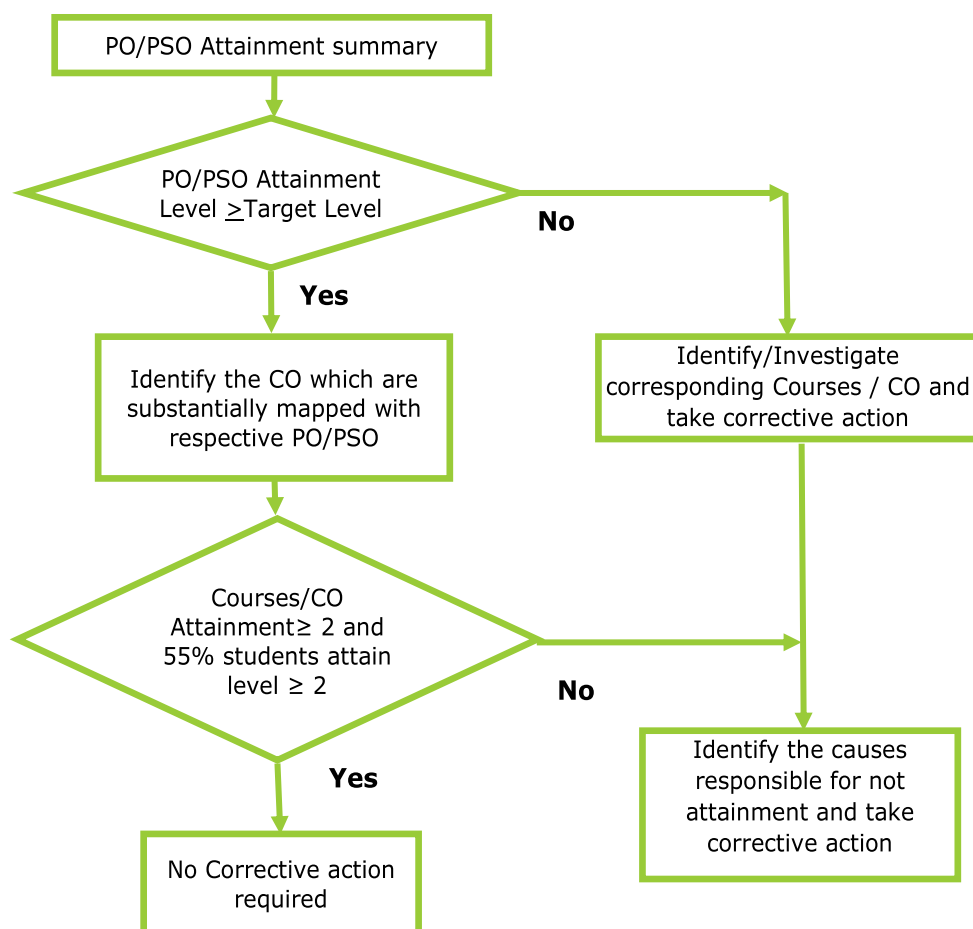 PO/PSO Attainment summary
PO/PSO Attainment
Level ≥Target Level
No
Yes
Identify the CO which are
substantially mapped with
respective PO/PSO
Identify/Investigate
corresponding Courses / CO and
take corrective action
Courses/CO
Attainment≥ 2 and
55% students attain
level ≥ 2
No
Yes
Identify the causes
responsible for not
attainment and take
corrective action
No Corrective action
required